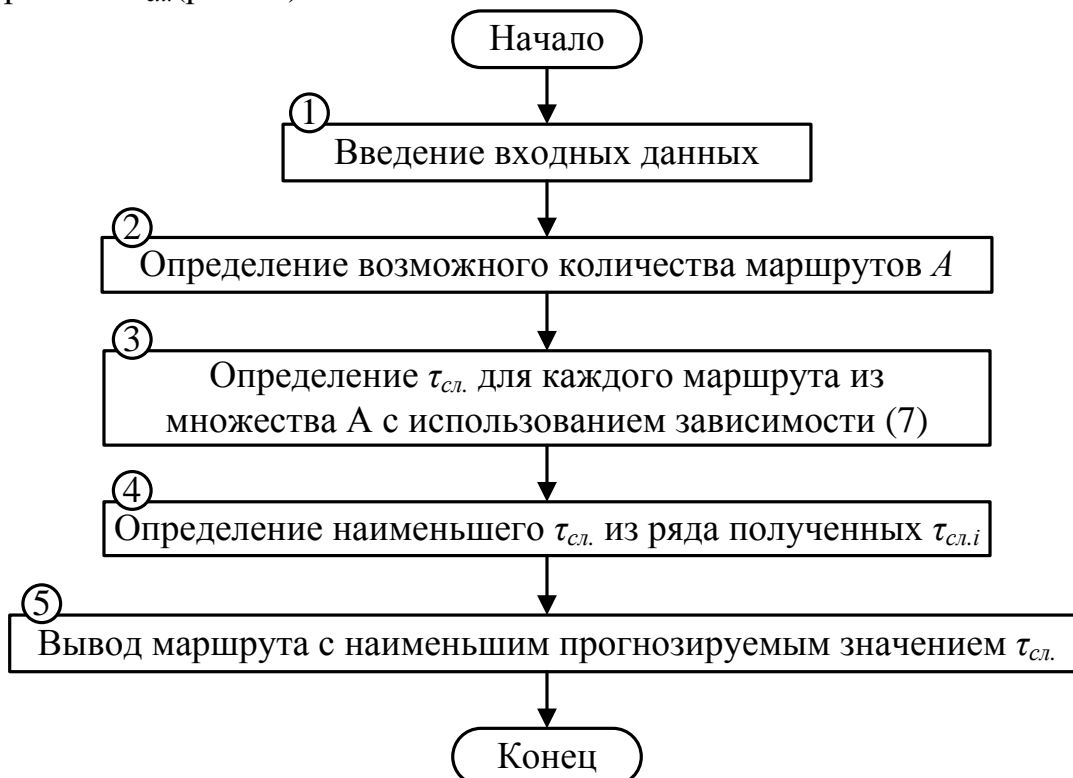 Начало
1
Введение входных данных
2
Определение возможного количества маршрутов A
3
Определение τсл. для каждого маршрута из
множества А с использованием зависимости (7)
4
Определение наименьшего τсл. из ряда полученных τсл.i
5
Вывод маршрута с наименьшим прогнозируемым значением τсл.
Конец